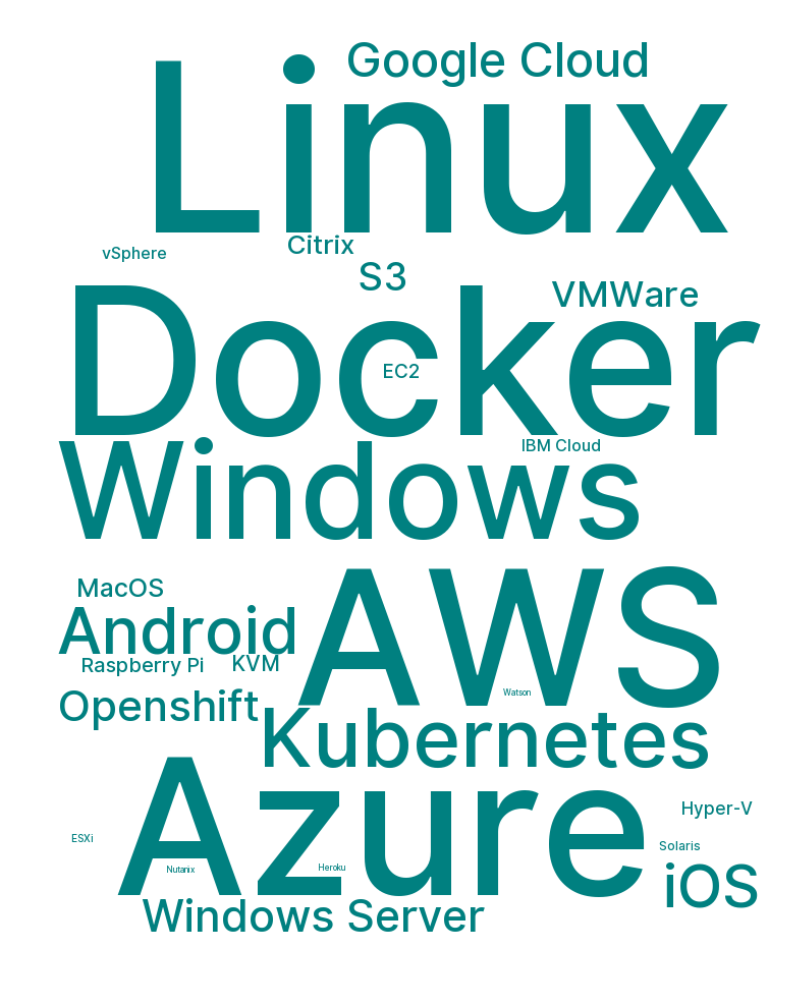 Google Cloud
Linux
Citrix
vSphere
S3
VMWare
Docker
EC2
IBM Cloud
Windows
AWS
MacOS
Android
Raspberry Pi
KVM
Watson
Openshift
Kubernetes
Azure
Hyper-V
ESXi
Solaris
Nutanix
Heroku
iOS
Windows Server